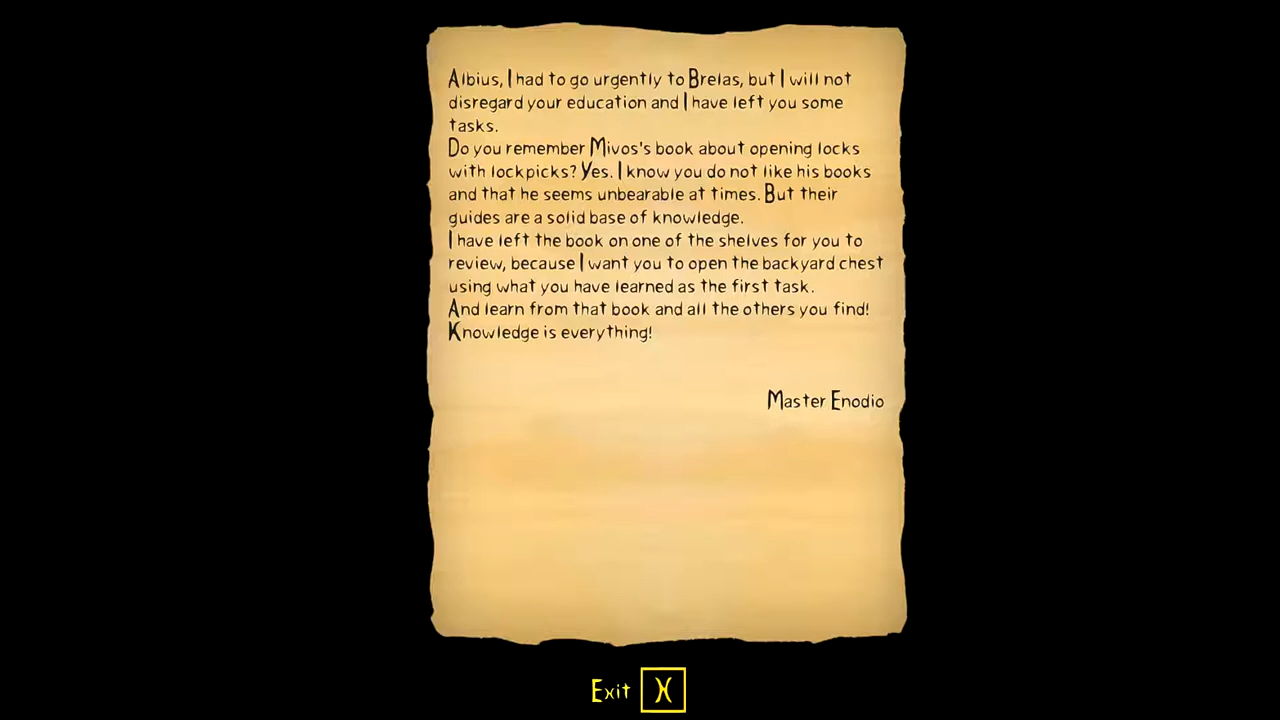 Albius, I had to go urgently to Brelas, but I will not
disregard your education and I have left you some
tasks.
Do you remember Mivos's book about opening locks
with lockpicks? Yes. I know you do not like his books
and that he seems unbearable at times. But their
guides are a solid base of knowledge.
I have left the book on one of the shelves for you to
review, because I want you to open the backyard chest
using what you have learned as the first task.
And learn from that book and all the others you find!
Knowledge is everything!
Master Enodio
Exit X